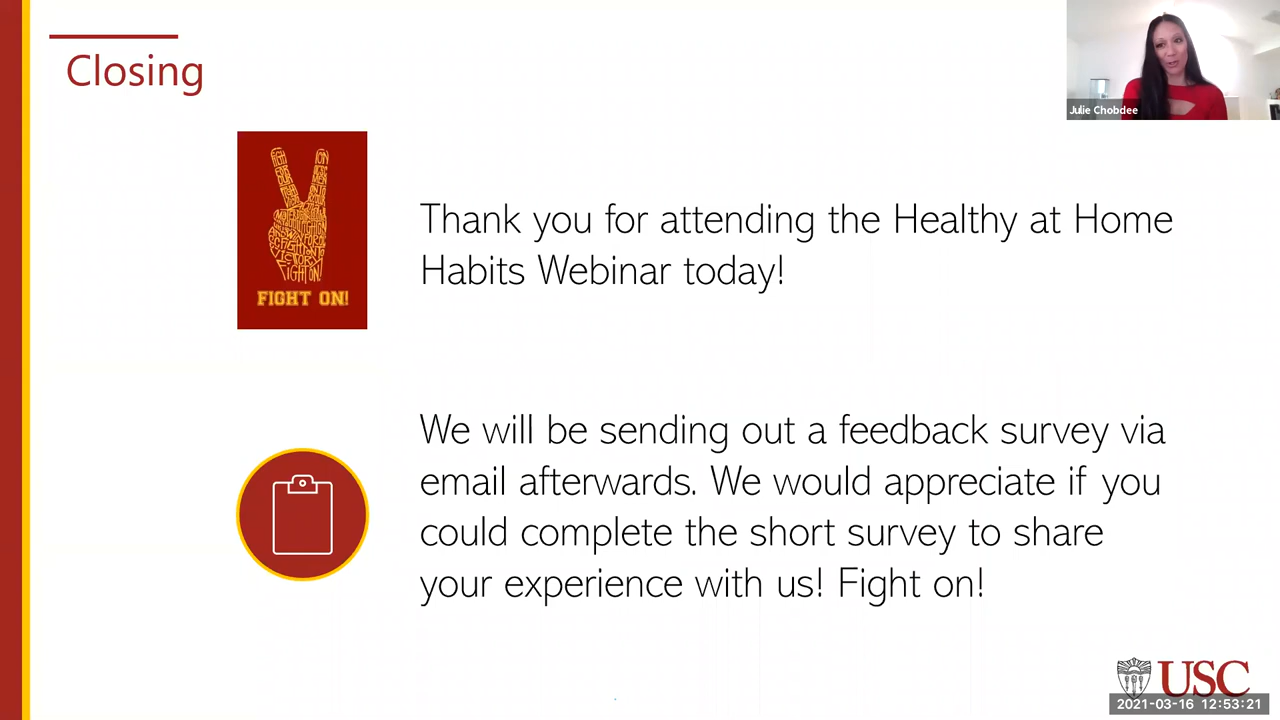 Closing
Julie Chobdee
FIGHT ON!
Thank you for attending the Healthy at Home
Habits Webinar today!
We will be sending out a feedback survey via
email afterwards. We would appreciate if you
could complete the short survey to share
your experience with us! Fight on!
USC
2021-03-16 12:53:21